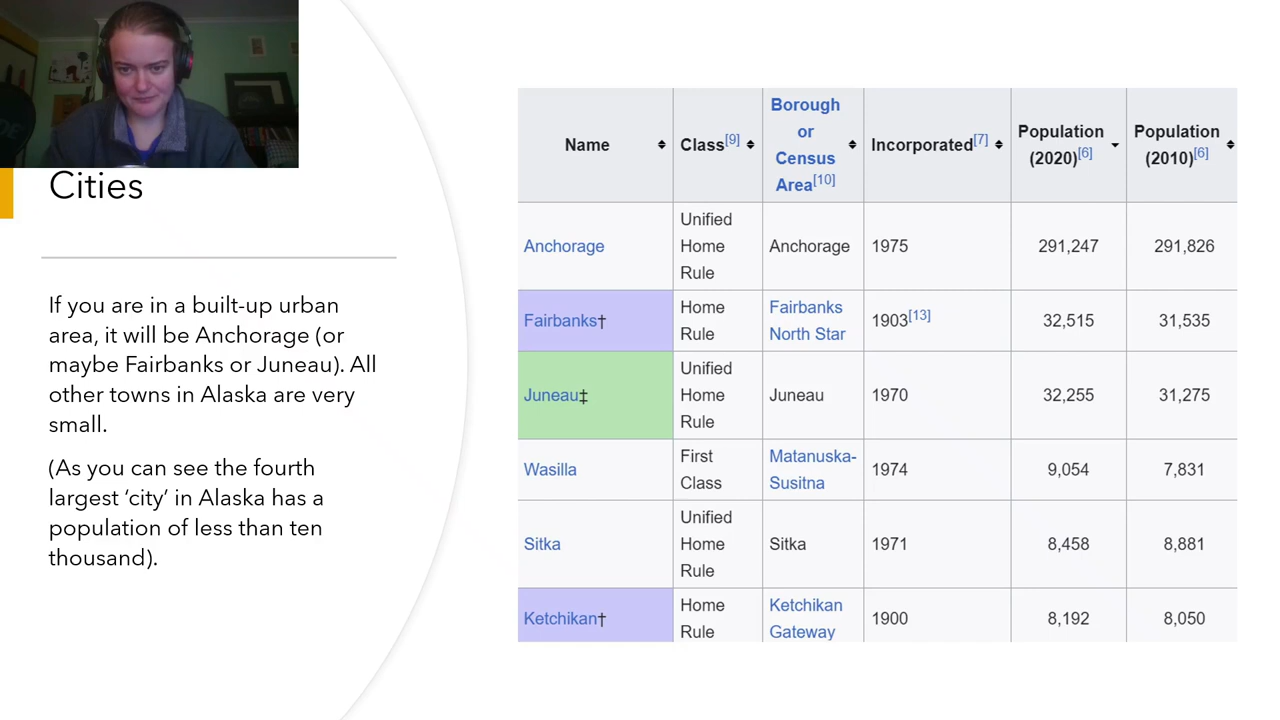 Cities
If you are in a built-up urban
area, it will be Anchorage (or
maybe Fairbanks or Juneau). All
other towns in Alaska are very
small.
(As you can see the fourth
largest ‘city’ in Alaska has a
population of less than ten
thousand).
Name Class[9] Borough or Census Area[10] Incorporated[7] Population (2020)[6] Population (2010)[6]
Anchorage Unified Home Rule Anchorage 1975 291,247 291,826
Fairbanks† Home Rule Fairbanks North Star 1903[13] 32,515 31,535
Juneau‡ Unified Home Rule Juneau 1970 32,255 31,275
Wasilla First Class Matanuska-Susitna 1974 9,054 7,831
Sitka Unified Home Rule Sitka 1971 8,458 8,881
Ketchikan† Home Rule Ketchikan Gateway 1900 8,192 8,050